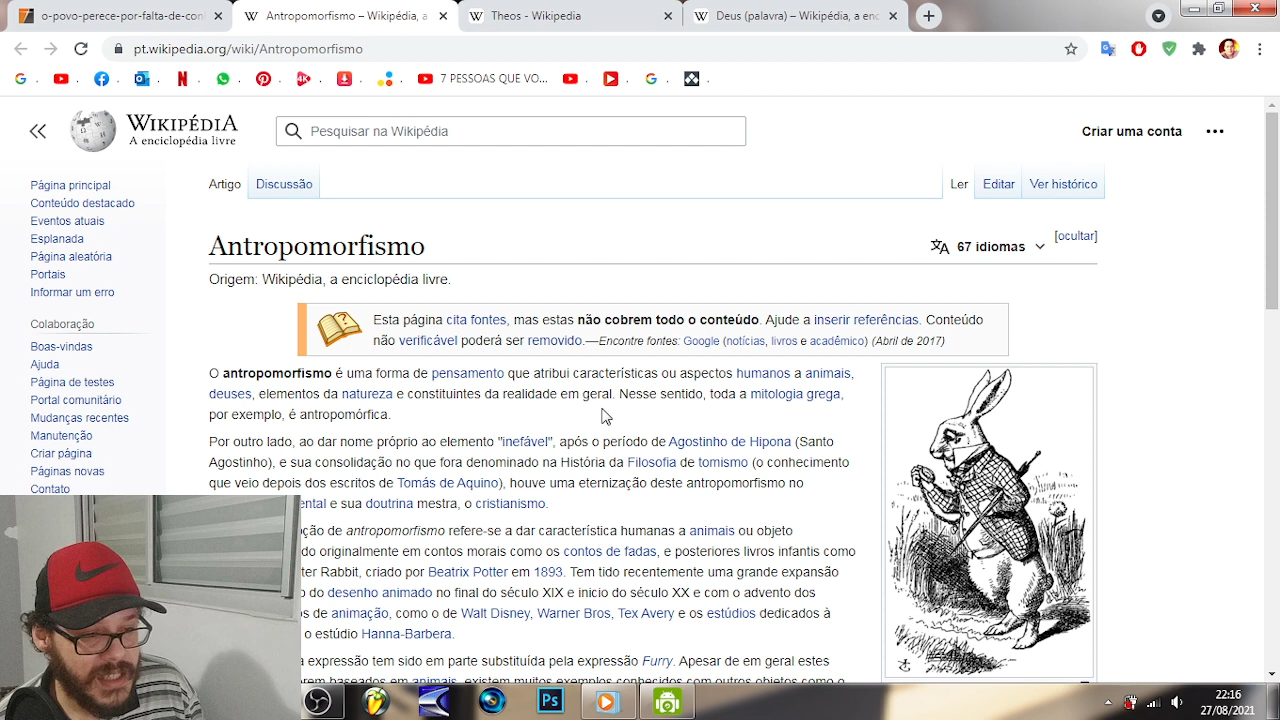 o-povo-perece-por-falta-de-con
Antropomorfismo – Wikipédia, a
Theos - Wikipedia
Deus (palavra) – Wikipédia, a enc
pt.wikipedia.org/wiki/Antropomorfismo
7 PESSOAS QUE VO...
WIKIPÉDIA
A enciclopédia livre
Pesquisar na Wikipédia
Criar uma conta
Página principal
Conteúdo destacado
Eventos atuais
Esplanada
Página aleatória
Portais
Informar um erro
Colaboração
Boas-vindas
Ajuda
Página de testes
Portal comunitário
Mudanças recentes
Manutenção
Criar página
Páginas novas
Contato
Artigo Discussão Ler Editar Ver histórico
Antropomorfismo
67 idiomas
[ocultar]
Origem: Wikipédia, a enciclopédia livre.
Esta página cita fontes, mas estas não cobrem todo o conteúdo. Ajude a inserir referências. Conteúdo
não verificável poderá ser removido.—Encontre fontes: Google (notícias, livros e acadêmico) (Abril de 2017)
O antropomorfismo é uma forma de pensamento que atribui características ou aspectos humanos a animais,
deuses, elementos da natureza e constituintes da realidade em geral. Nesse sentido, toda a mitologia grega,
por exemplo, é antropomórfica.
Por outro lado, ao dar nome próprio ao elemento "inefável", após o período de Agostinho de Hipona (Santo
Agostinho), e sua consolidação no que fora denominado na História da Filosofia de tomismo (o conhecimento
que veio depois dos escritos de Tomás de Aquino), houve uma eternização deste antropomorfismo no
ental e sua doutrina mestra, o cristianismo.
ção de antropomorfismo refere-se a dar característica humanas a animais ou objeto
do originalmente em contos morais como os contos de fadas, e posteriores livros infantis como
ter Rabbit, criado por Beatrix Potter em 1893. Tem tido recentemente uma grande expansão
o do desenho animado no final do século XIX e inicio do século XX e com o advento dos
s de animação, como o de Walt Disney, Warner Bros, Tex Avery e os estúdios dedicados à
o estúdio Hanna-Barbera.
a expressão tem sido em parte substituída pela expressão Furry. Apesar de em geral estes
ram baseados em animais, existem muitos exemplos conhecidos com outros objetos como o
Ps
22:16
27/08/2021